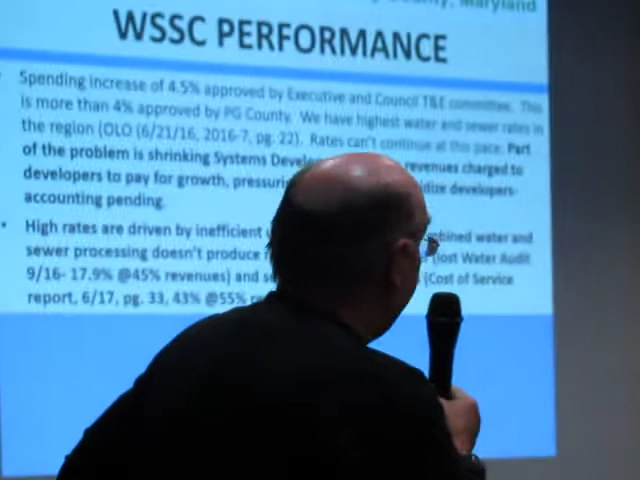 County, Maryland
WSSC PERFORMANCE
Spending increase of 4.5% approved by Executive and Council T&E committee. This
is more than 4% approved by PG County. We have highest water and sewer rates in
the region (OLO (6/21/16, 2016-7, pg. 22). Rates can't continue at this pace. Part
of the problem is shrinking Systems Devel revenues charged to
developers to pay for growth, pressuri developers-
accounting pending.
• High rates are driven by inefficient water and
sewer processing doesn't produce (lost Water Audit
9/16- 17.9% @45% revenues) and (Cost of Service
report, 6/17, pg. 33, 43% @55%